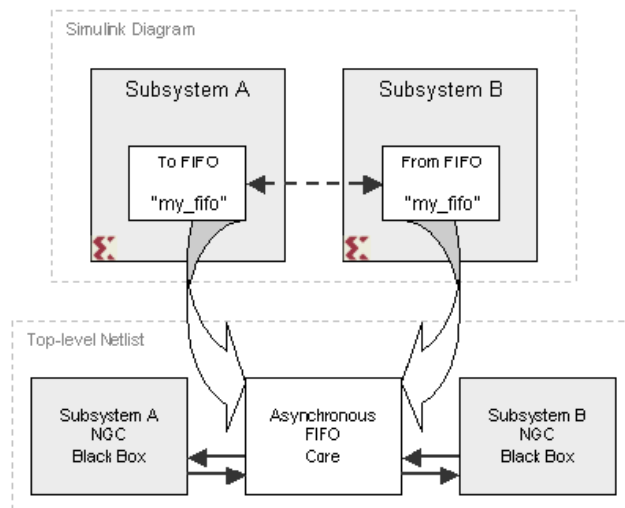 Simulink Diagram
Subsystem A
Subsystem B
To FIFO
"my_fifo"
From FIFO
"my_fifo"
Top-level Netlist
Subsystem A
NGC
Black Box
Asynchronous
FIFO
Core
Subsystem B
NGC
Black Box